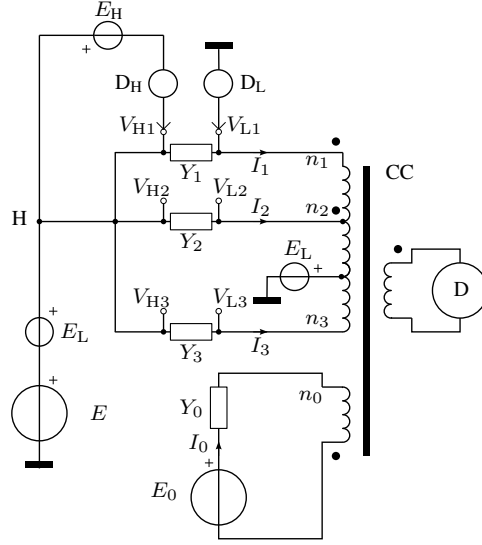 E_H
+
D_H D_L
V_H1 V_L1
Y_1 I_1 n_1
CC
V_H2 V_L2
n_2
H
Y_2 I_2
E_L +
V_H3 V_L3
D
+ E_L
n_3
Y_3 I_3
+
E
Y_0 n_0
I_0
+
E_0